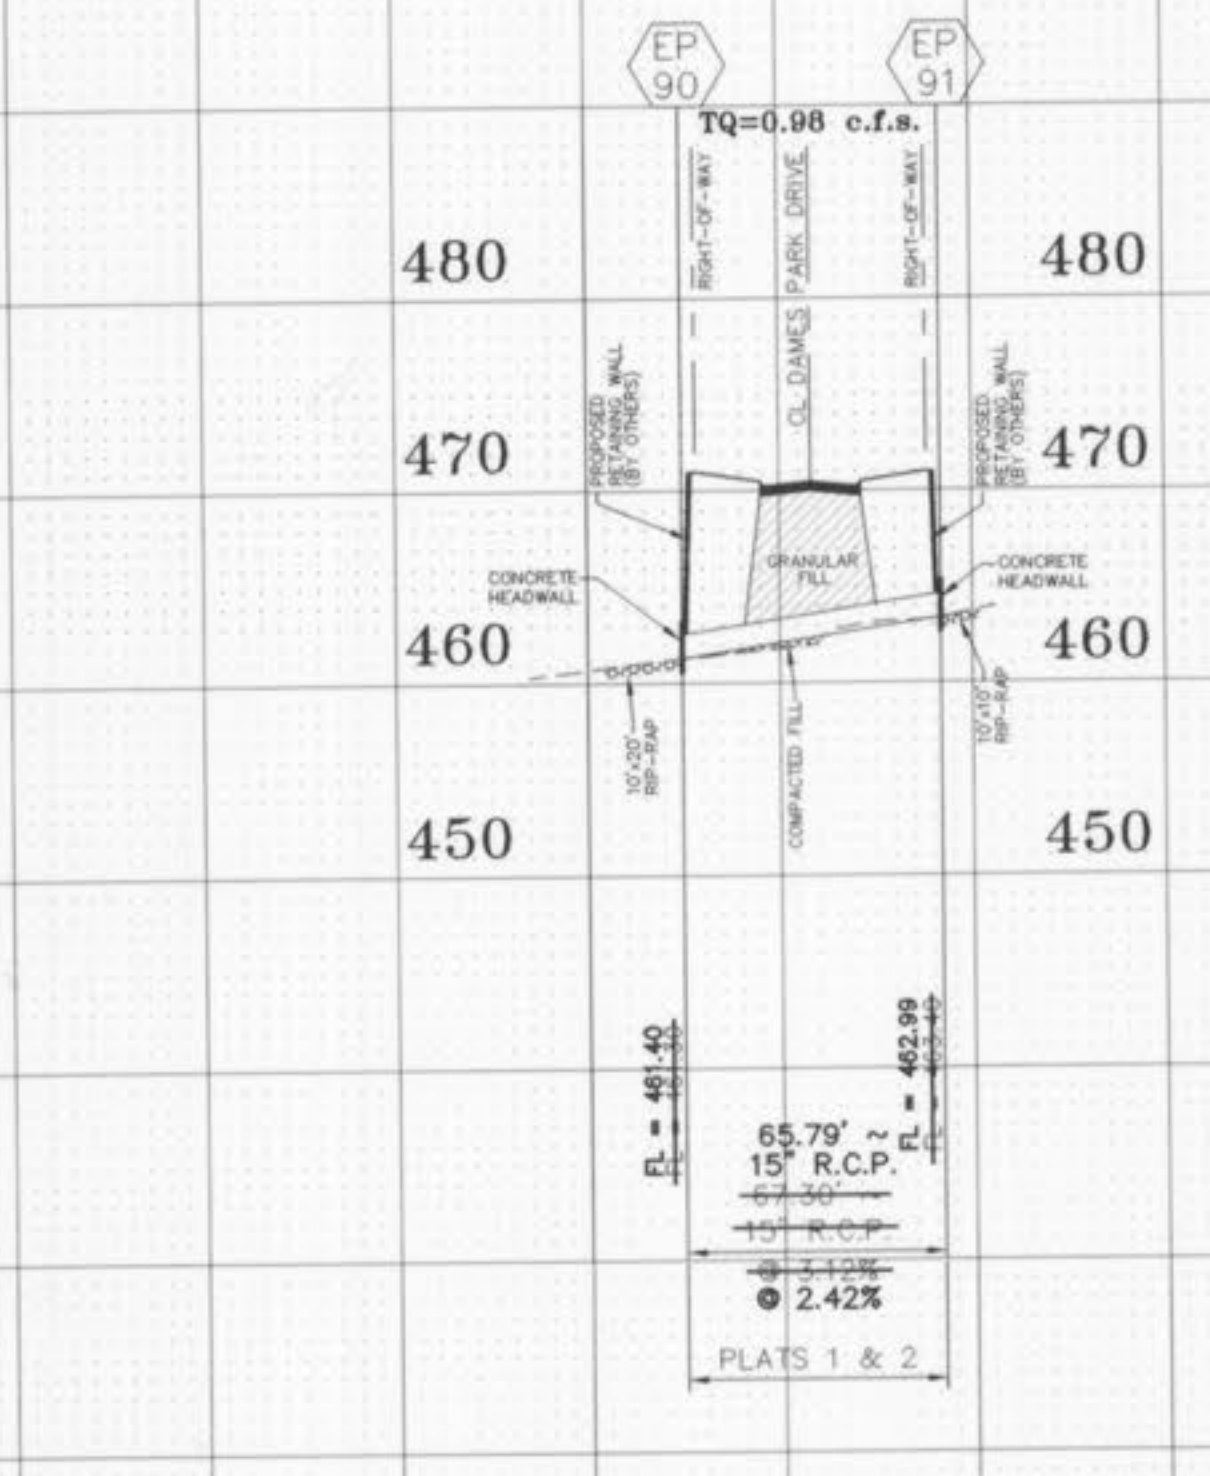 EP
90
EP
91
TQ=0.98 c.f.s.
RIGHT-OF-WAY
CL DAMES PARK DRIVE
RIGHT-OF-WAY
480
480
PROPOSED
RETAINING WALL
(BY OTHERS)
PROPOSED
RETAINING WALL
(BY OTHERS)
470
470
GRANULAR
FILL
CONCRETE
HEADWALL
CONCRETE
HEADWALL
460
460
10'x20'
RIP-RAP
COMPACTED FILL
10'x10'
RIP-RAP
450
450
FL = 461.40
FL = 462.99
FL = 463.40
65.79' ~
15" R.C.P.
67.30' ~
15" R.C.P.
@ 3.12%
@ 2.42%
PLATS 1 & 2